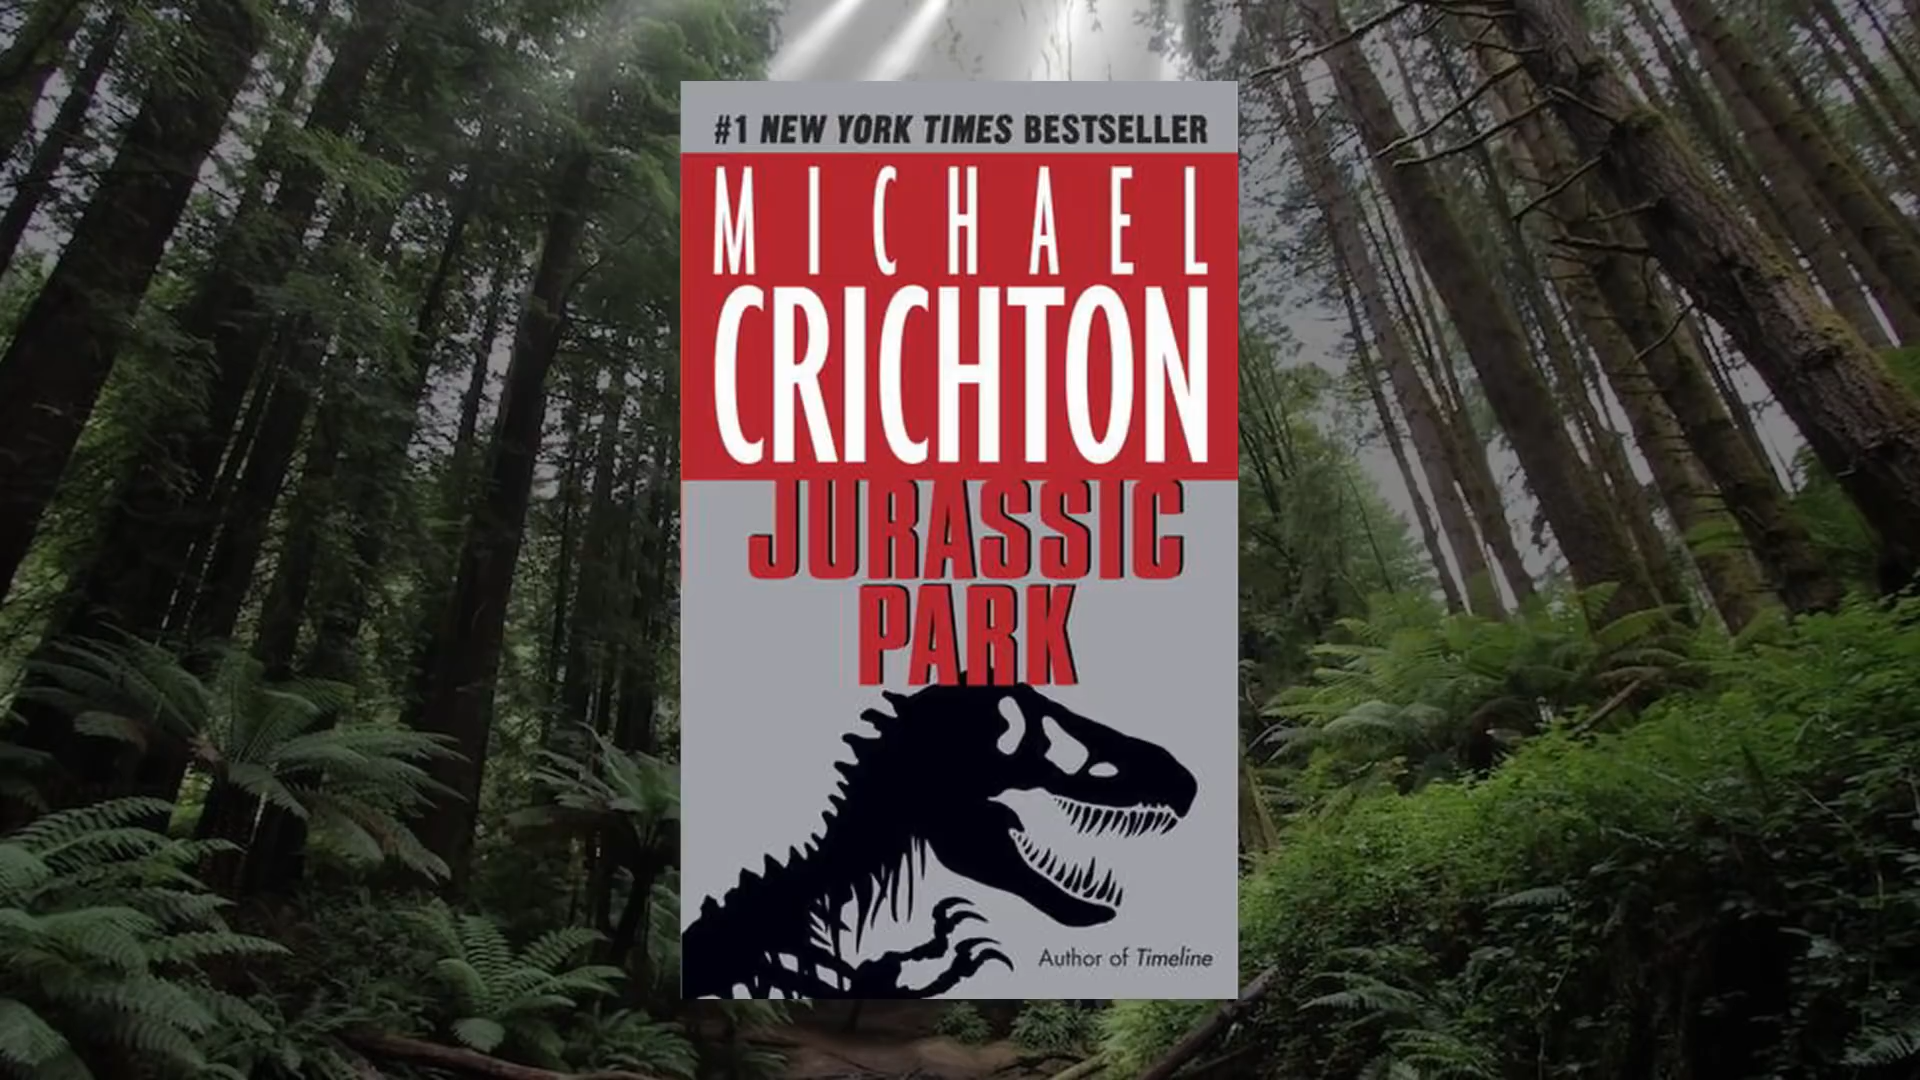 #1 NEW YORK TIMES BESTSELLER
MICHAEL
CRICHTON
JURASSIC
PARK
Author of Timeline